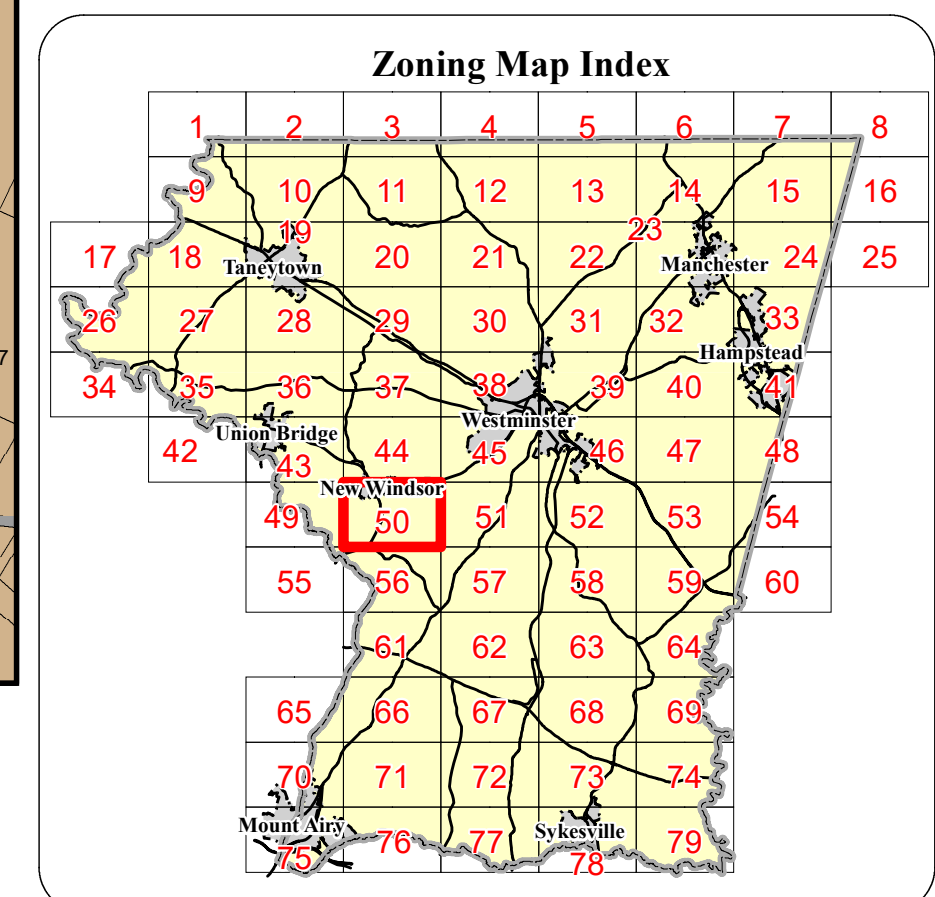 Zoning Map Index
1 2 3 4 5 6 7 8
9 10 11 12 13 14 15 16
19 23
17 18 20 21 22 24 25
Taneytown Manchester
26 27 28 29 30 31 32 33
Hampstead
34 35 36 37 38 39 40 41
7
Westminster
Union Bridge
42 43 44 45 46 47 48
New Windsor
49 50 51 52 53 54
55 56 57 58 59 60
61 62 63 64
65 66 67 68 69
70 71 72 73 74
Mount Airy Sykesville
75 76 77 78 79